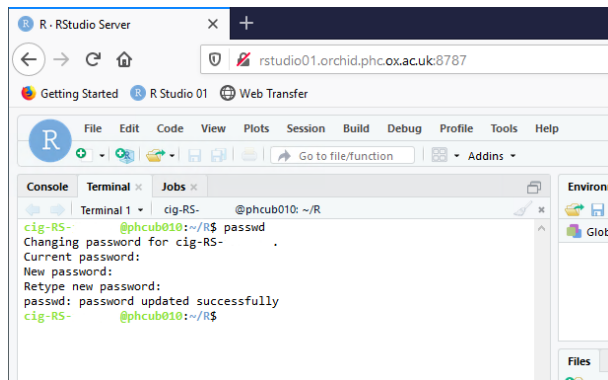 R - RStudio Server
rstudio01.orchid.phc.ox.ac.uk:8787
Getting Started R Studio 01 Web Transfer
R File Edit Code View Plots Session Build Debug Profile Tools Help
Go to file/function Addins
Console Terminal Jobs
Terminal 1 cig-RS- @phcub010: ~/R
cig-RS- @phcub010:~/R$ passwd
Changing password for cig-RS- .
Current password:
New password:
Retype new password:
passwd: password updated successfully
cig-RS- @phcub010:~/R$
Environ
Glob
Files